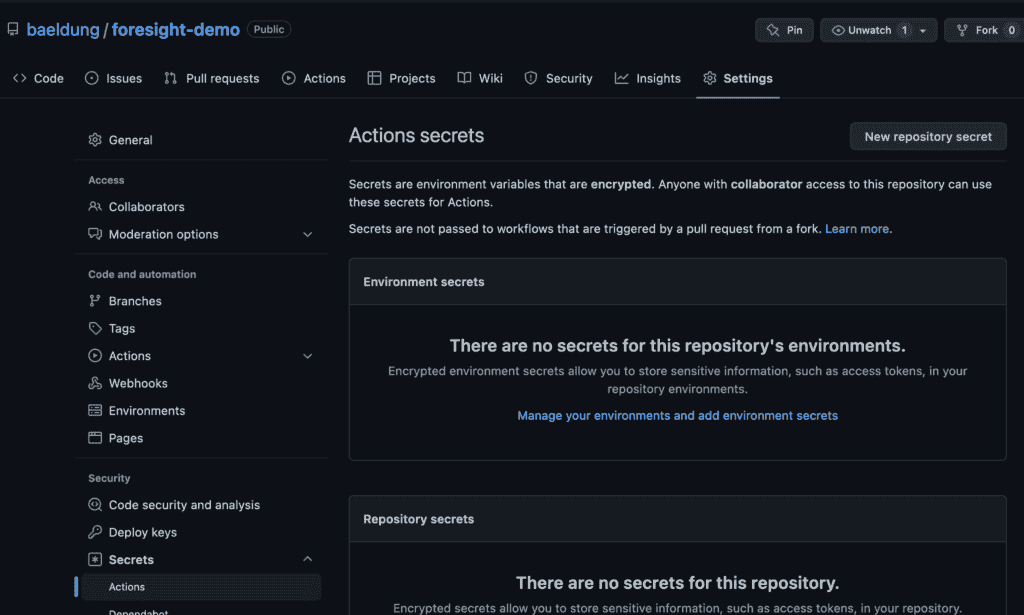 baeldung / foresight-demo Public
Pin
Unwatch 1
Fork 0
Code Issues Pull requests Actions Projects Wiki Security Insights Settings
General
Access
Collaborators
Moderation options
Code and automation
Branches
Tags
Actions
Webhooks
Environments
Pages
Security
Code security and analysis
Deploy keys
Secrets
Actions
Dependabot
Actions secrets
New repository secret
Secrets are environment variables that are encrypted. Anyone with collaborator access to this repository can use
these secrets for Actions.
Secrets are not passed to workflows that are triggered by a pull request from a fork. Learn more.
Environment secrets
There are no secrets for this repository's environments.
Encrypted environment secrets allow you to store sensitive information, such as access tokens, in your
repository environments.
Manage your environments and add environment secrets
Repository secrets
There are no secrets for this repository.
Encrypted secrets allow you to store sensitive information, such as access tokens, in your repository.